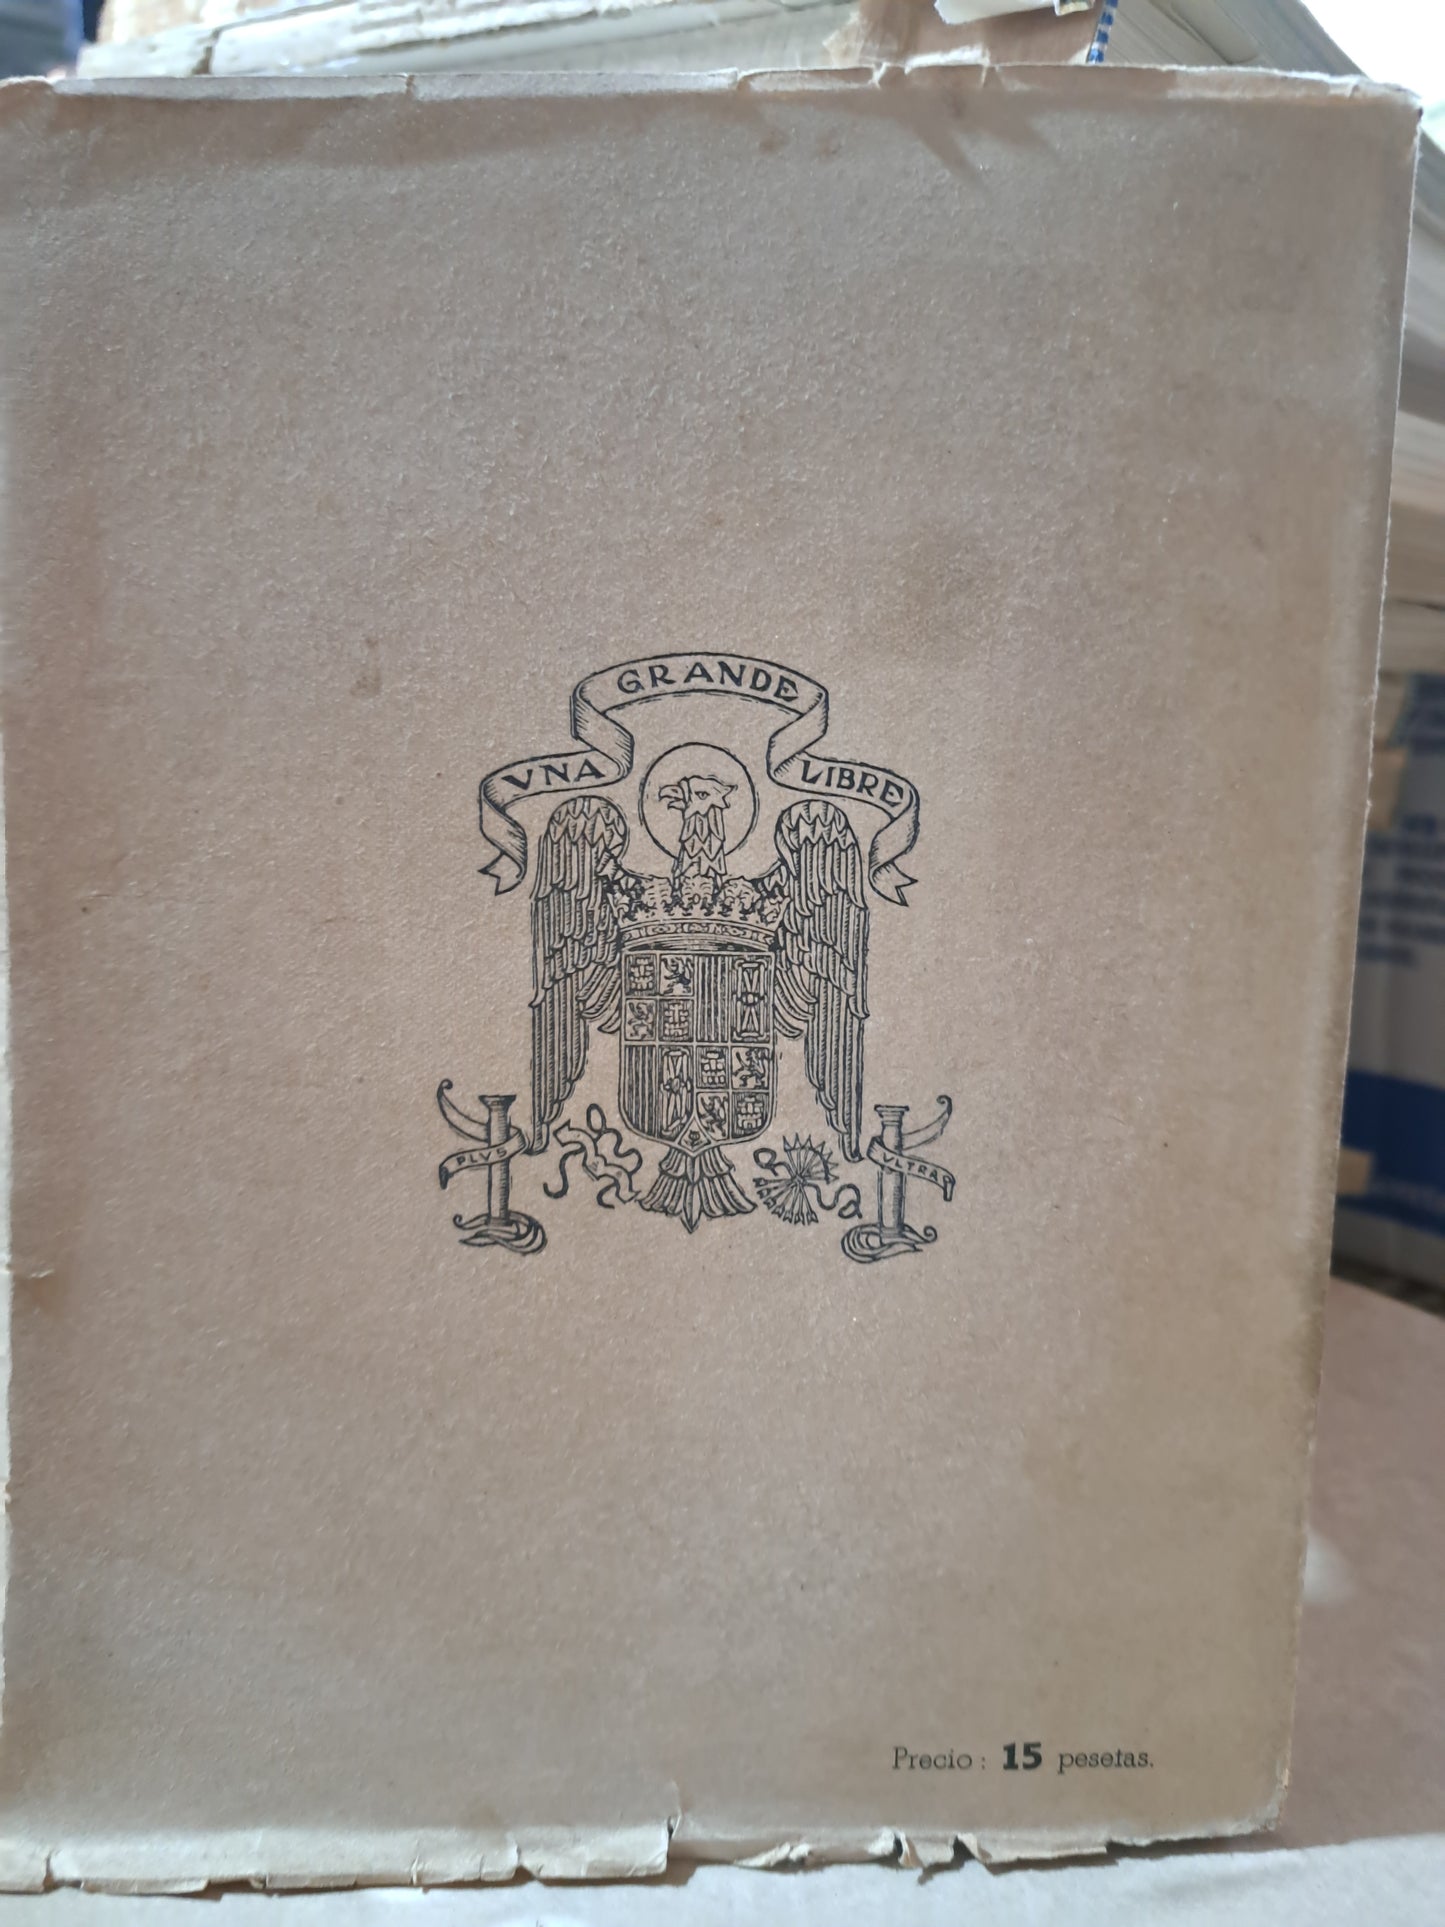 GRANDE
VNA
LIBRE
PLVS
VLTRA
Precio: 15 pesetas.